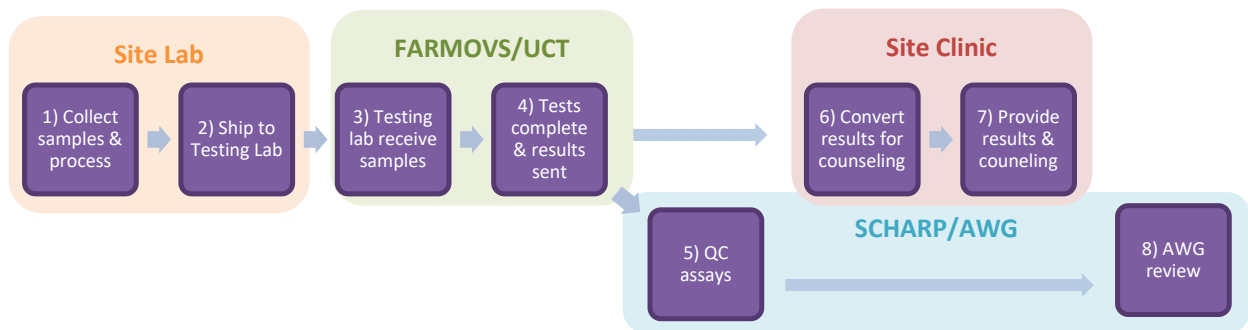 Site Lab
1) Collect
samples &
process
2) Ship to
Testing Lab
FARMOVS/UCT
3) Testing
lab receive
samples
4) Tests
complete
& results
sent
Site Clinic
6) Convert
results for
counseling
7) Provide
results &
couneling
SCHARP/AWG
5) QC
assays
8) AWG
review